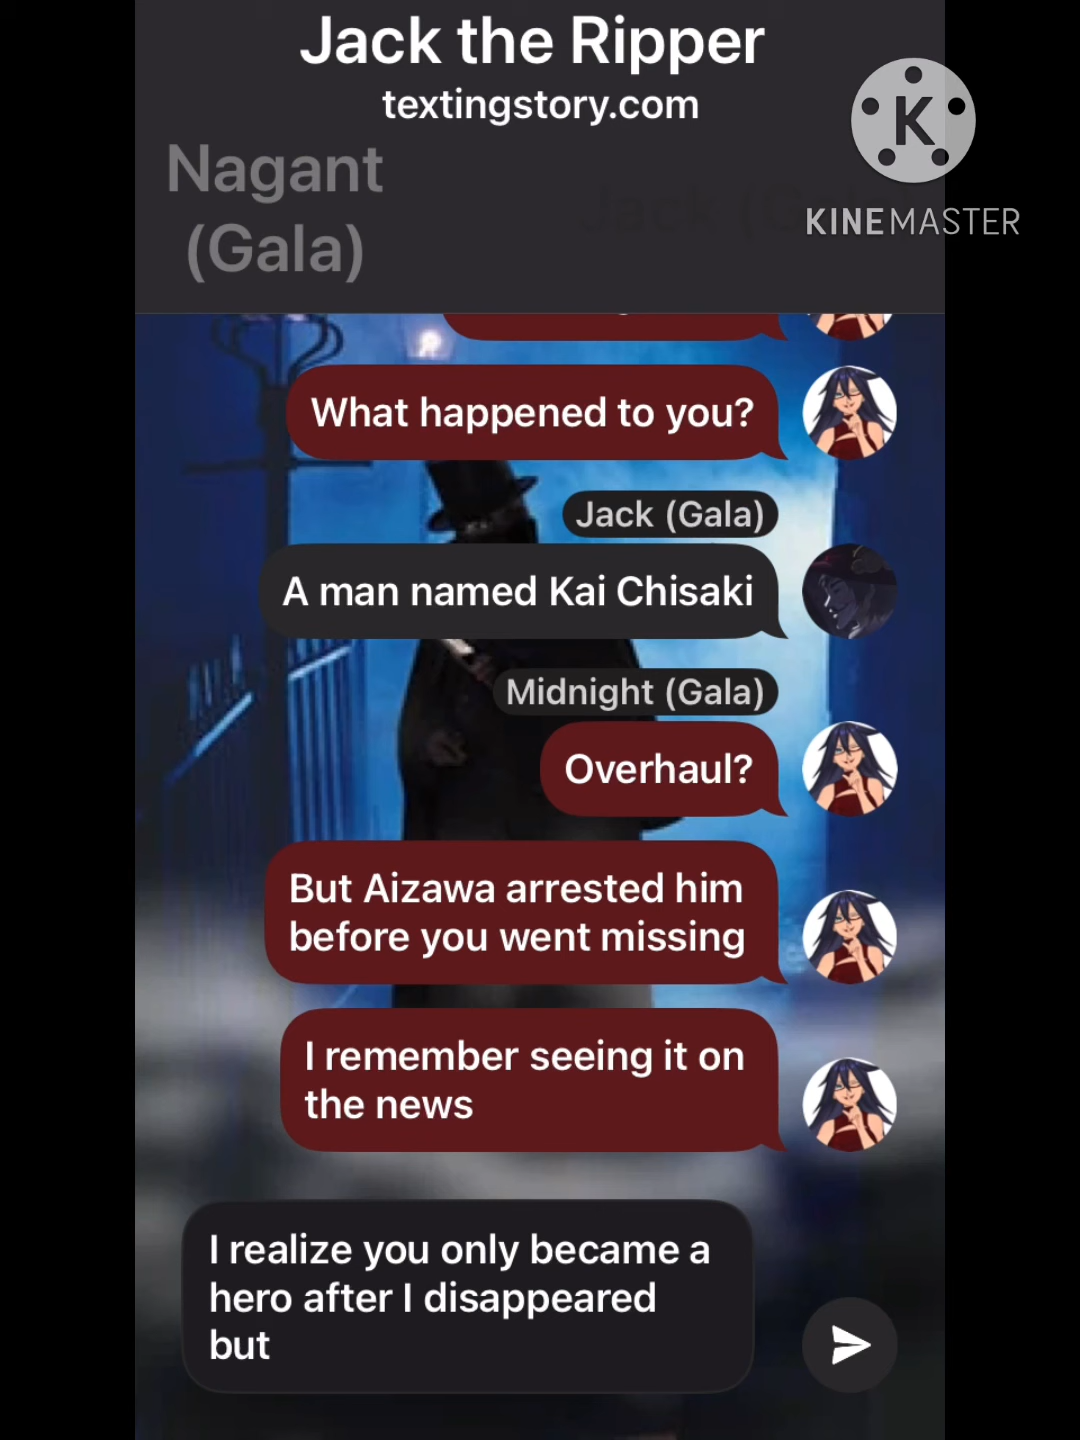 Jack the Ripper
textingstory.com
Nagant
(Gala)
K
KINEMASTER
What happened to you?
Jack (Gala)
A man named Kai Chisaki
Midnight (Gala)
Overhaul?
But Aizawa arrested him
before you went missing
I remember seeing it on
the news
I realize you only became a
hero after I disappeared
but